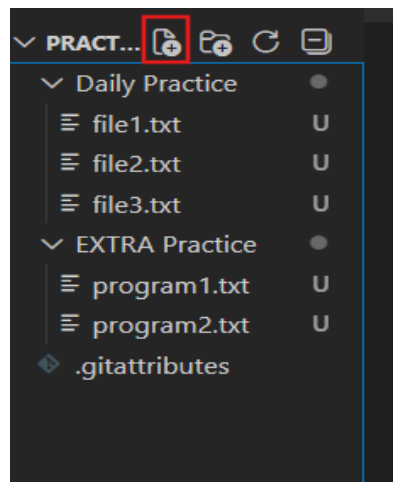 PRACT...
Daily Practice
file1.txt U
file2.txt U
file3.txt U
EXTRA Practice
program1.txt U
program2.txt U
.gitattributes